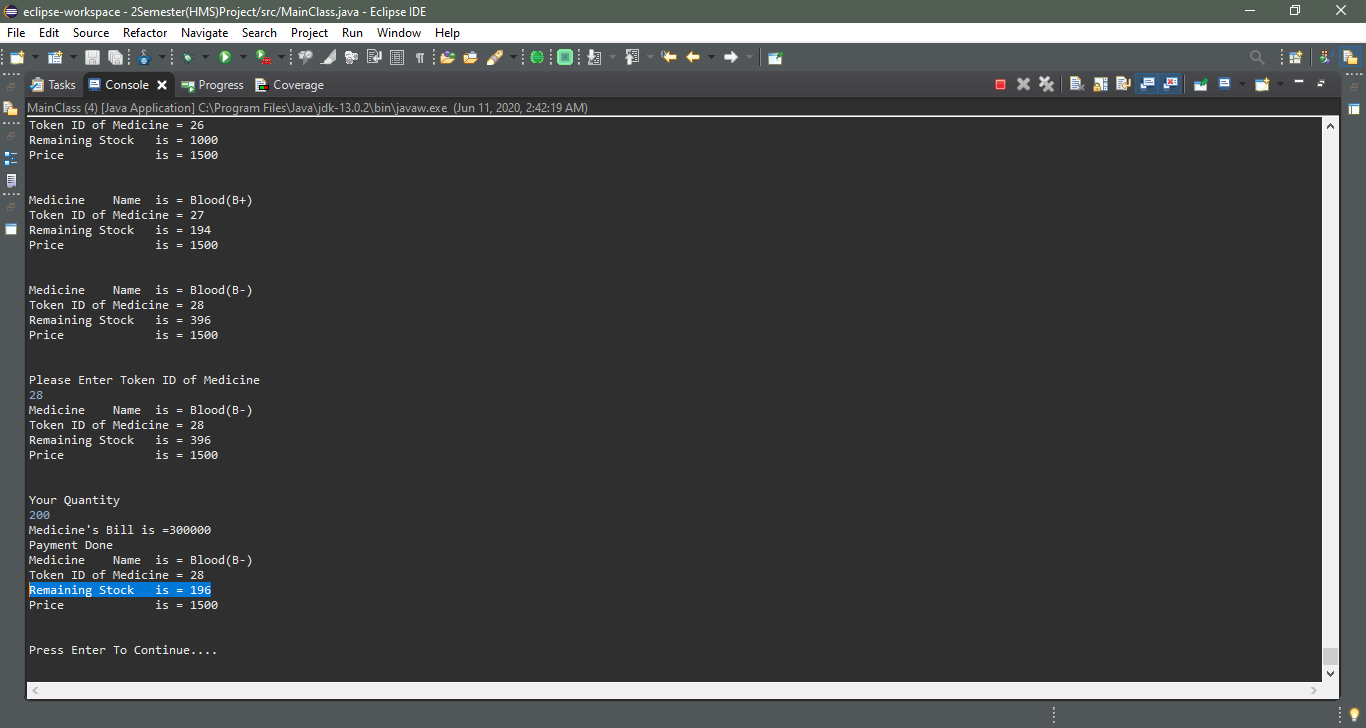 eclipse-workspace - 2Semester(HMS)Project/src/MainClass.java - Eclipse IDE
File Edit Source Refactor Navigate Search Project Run Window Help
Tasks Console Progress Coverage
MainClass (4) [Java Application] C:\Program Files\Java\jdk-13.0.2\bin\javaw.exe (Jun 11, 2020, 2:42:19 AM)
Token ID of Medicine = 26
Remaining Stock   is = 1000
Price             is = 1500
Medicine    Name  is = Blood(B+)
Token ID of Medicine = 27
Remaining Stock   is = 194
Price             is = 1500
Medicine    Name  is = Blood(B-)
Token ID of Medicine = 28
Remaining Stock   is = 396
Price             is = 1500
Please Enter Token ID of Medicine
28
Medicine    Name  is = Blood(B-)
Token ID of Medicine = 28
Remaining Stock   is = 396
Price             is = 1500
Your Quantity
200
Medicine's Bill is =300000
Payment Done
Medicine    Name  is = Blood(B-)
Token ID of Medicine = 28
Remaining Stock   is = 196
Price             is = 1500
Press Enter To Continue....